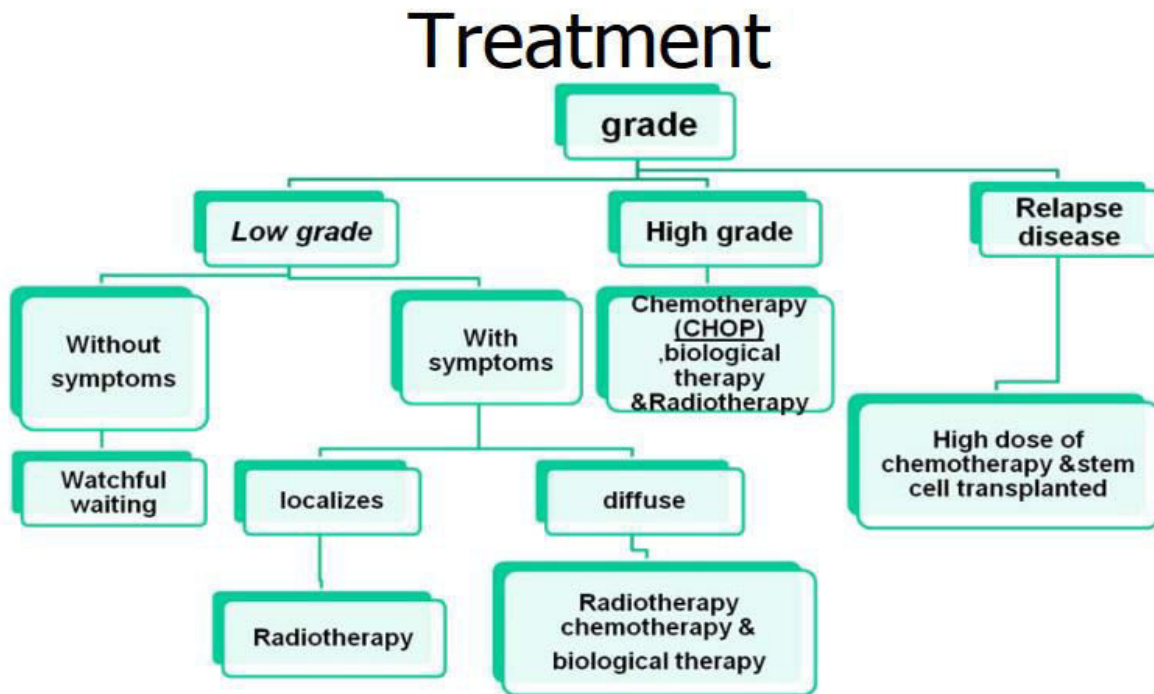 Treatment
grade
Low grade
High grade
Relapse
disease
Without
symptoms
With
symptoms
Chemotherapy
(CHOP)
,biological
therapy
&Radiotherapy
Watchful
waiting
localizes
diffuse
High dose of
chemotherapy &stem
cell transplanted
Radiotherapy
Radiotherapy
chemotherapy &
biological therapy